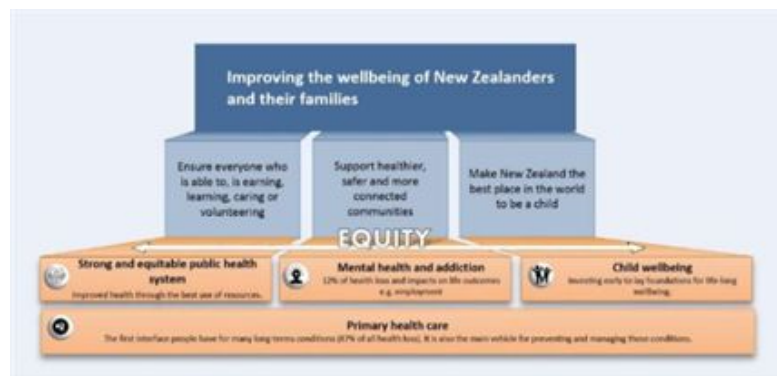 Improving the wellbeing of New Zealanders
and their families
Ensure everyone who
is able to, is earning,
learning, caring or
volunteering
Support healthier,
safer and more
connected
communities
Make New Zealand the
best place in the world
to be a child
EQUITY
Strong and equitable public health
system
Improved health through the best use of resources.
Mental health and addiction
12% of health loss and impacts on life outcomes
e.g. employment
Child wellbeing
Investing early to lay foundations for life-long
wellbeing.
Primary health care
The first interface people have for many long-terms conditions (87% of all health loss). It is also the main vehicle for preventing and managing these conditions.